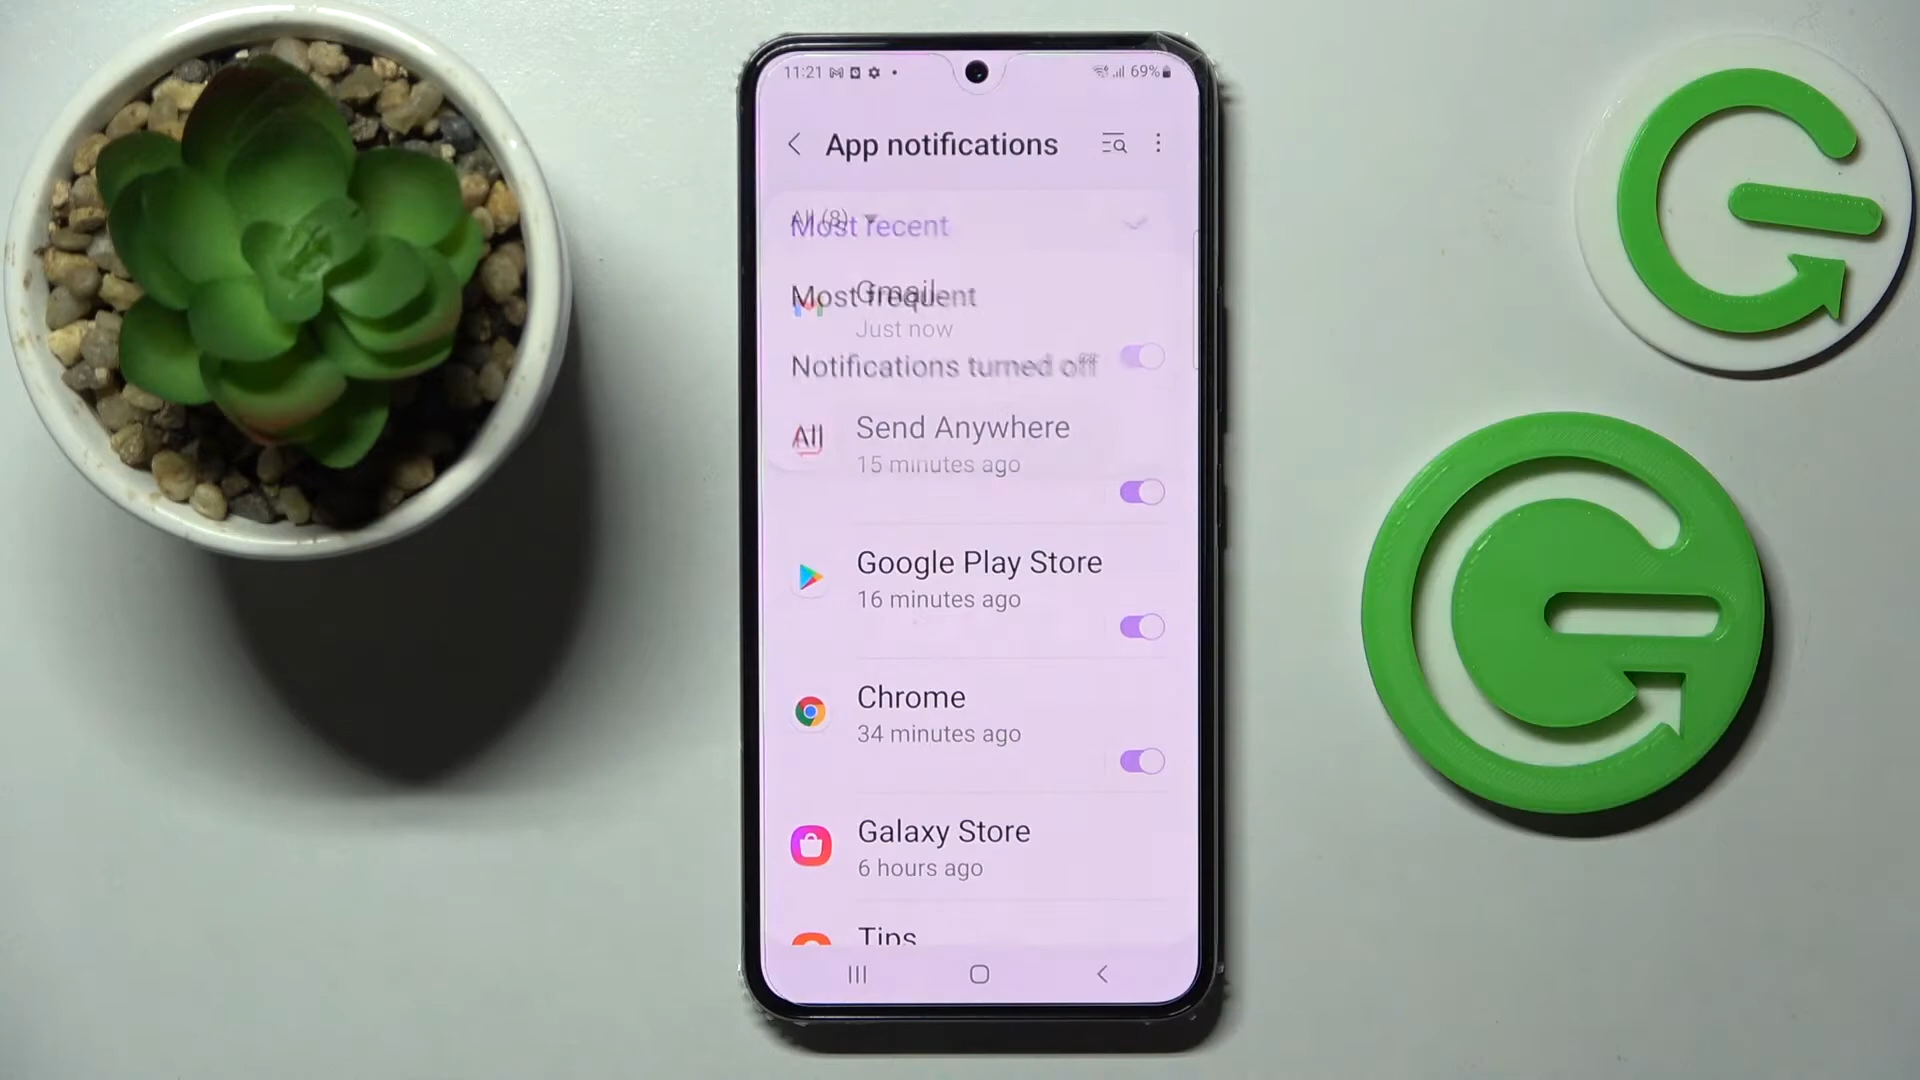 11:21 69%
App notifications
All (8)
Most recent
Gmail
Most frequent
Just now
Notifications turned off
All
Send Anywhere
15 minutes ago
Google Play Store
16 minutes ago
Chrome
34 minutes ago
Galaxy Store
6 hours ago
Tips